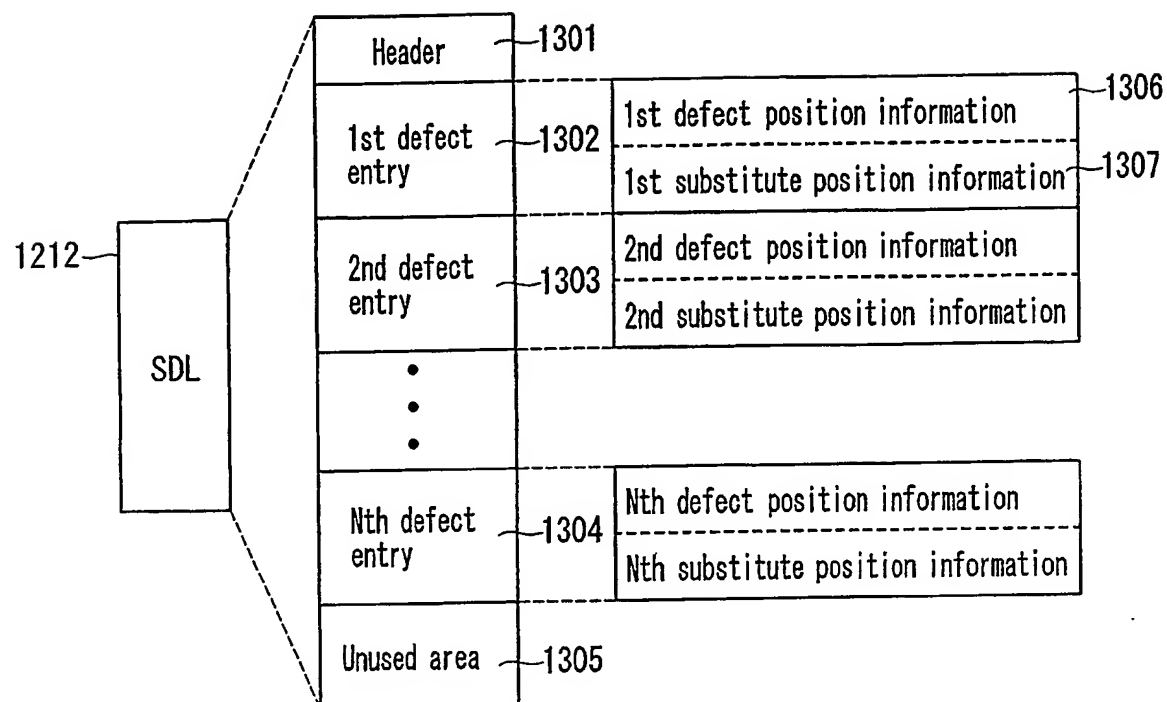 Header
1301
1306
1st defect position information
1st defect
entry
1302
1307
1st substitute position information
1212
2nd defect position information
2nd defect
entry
1303
2nd substitute position information
SDL
Nth defect position information
Nth defect
entry
1304
Nth substitute position information
Unused area
1305